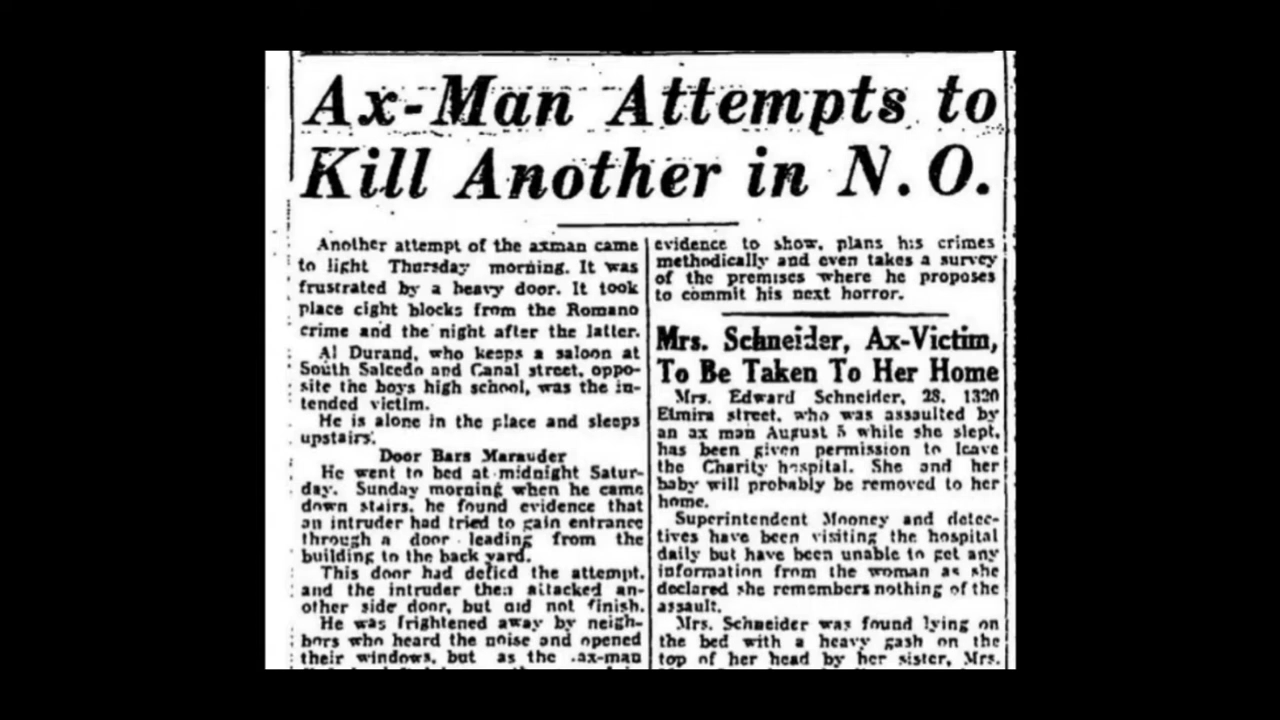 Ax-Man Attempts to
Kill Another in N.O.
Another attempt of the axman came
to light Thursday morning. It was
frustrated by a heavy door. It took
place eight blocks from the Romano
crime and the night after the latter.
Al Durand, who keeps a saloon at
South Salcedo and Canal street, oppo-
site the boys high school, was the in-
tended victim.
He is alone in the place and sleeps
upstairs.
Door Bars Marauder
He went to bed at midnight Satur-
day. Sunday morning when he came
down stairs, he found evidence that
an intruder had tried to gain entrance
through a door leading from the
building to the back yard.
This door had defied the attempt,
and the intruder then attacked an-
other side door, but did not finish.
He was frightened away by neigh-
bors who heard the noise and opened
their windows, but as the ax-man
evidence to show, plans his crimes
methodically and even takes a survey
of the premises where he proposes
to commit his next horror.
Mrs. Schneider, Ax-Victim,
To Be Taken To Her Home
Mrs. Edward Schneider, 28, 1320
Elmira street, who was assaulted by
an ax man August 5 while she slept,
has been given permission to leave
the Charity hospital. She and her
baby will probably be removed to her
home.
Superintendent Mooney and detec-
tives have been visiting the hospital
daily but have been unable to get any
information from the woman as she
declared she remembers nothing of the
assault.
Mrs. Schneider was found lying on
the bed with a heavy gash on the
top of her head by her sister, Mrs.